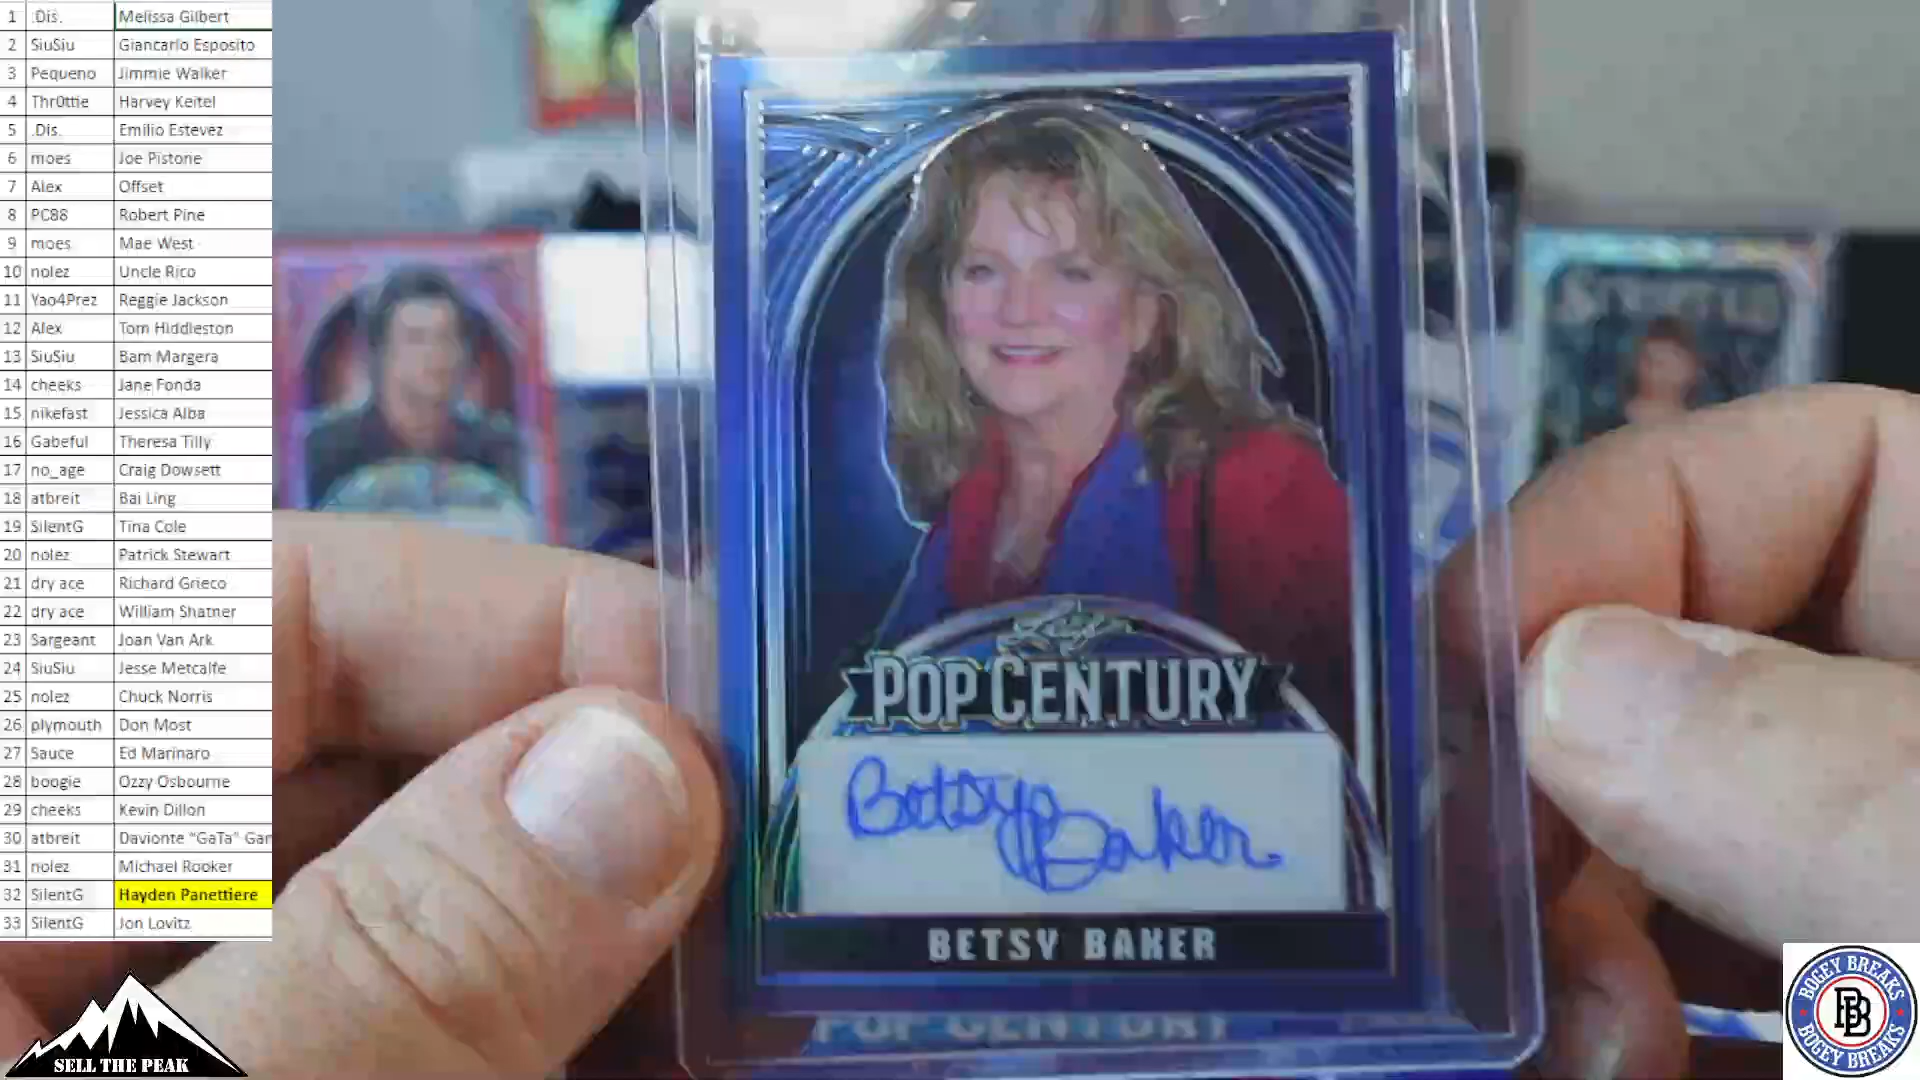 1 .Dis. Melissa Gilbert
2 SiuSiu Giancarlo Esposito
3 Pequeno Jimmie Walker
4 Thr0ttle Harvey Keitel
5 .Dis. Emilio Estevez
6 moes Joe Pistone
7 Alex Offset
8 PC88 Robert Pine
9 moes Mae West
10 nolez Uncle Rico
11 Yao4Prez Reggie Jackson
12 Alex Tom Hiddleston
13 SiuSiu Bam Margera
14 cheeks Jane Fonda
15 nikefast Jessica Alba
16 Gabeful Theresa Tilly
17 no_age Craig Dowsett
18 atbreit Bai Ling
19 SilentG Tina Cole
20 nolez Patrick Stewart
21 dry ace Richard Grieco
22 dry ace William Shatner
23 Sargeant Joan Van Ark
24 SiuSiu Jesse Metcalfe
25 nolez Chuck Norris
26 plymouth Don Most
27 Sauce Ed Marinaro
28 boogie Ozzy Osbourne
29 cheeks Kevin Dillon
30 atbreit Davionte "GaTa" Gan
31 nolez Michael Rooker
32 SilentG Hayden Panettiere
33 SilentG Jon Lovitz
SELL THE PEAK
Leaf
POP CENTURY
Betsy Baker
BETSY BAKER
POP CENTURY
BOGEY BREAKS
BB
BOGEY BREAKS